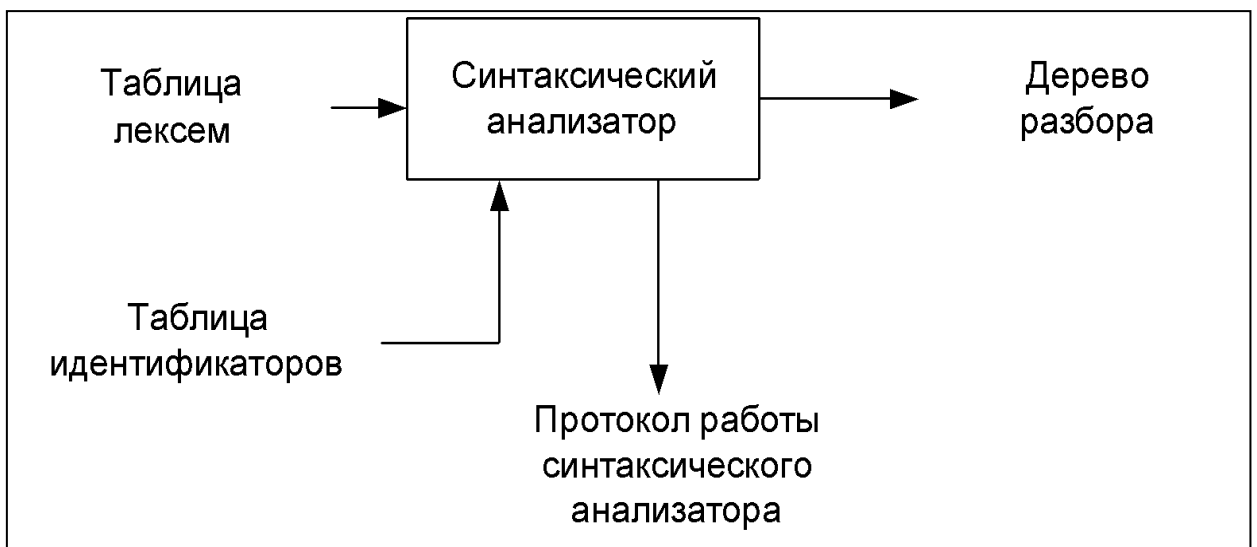 Таблица
лексем
Синтаксический
анализатор
Дерево
разбора
Таблица
идентификаторов
Протокол работы
синтаксического
анализатора